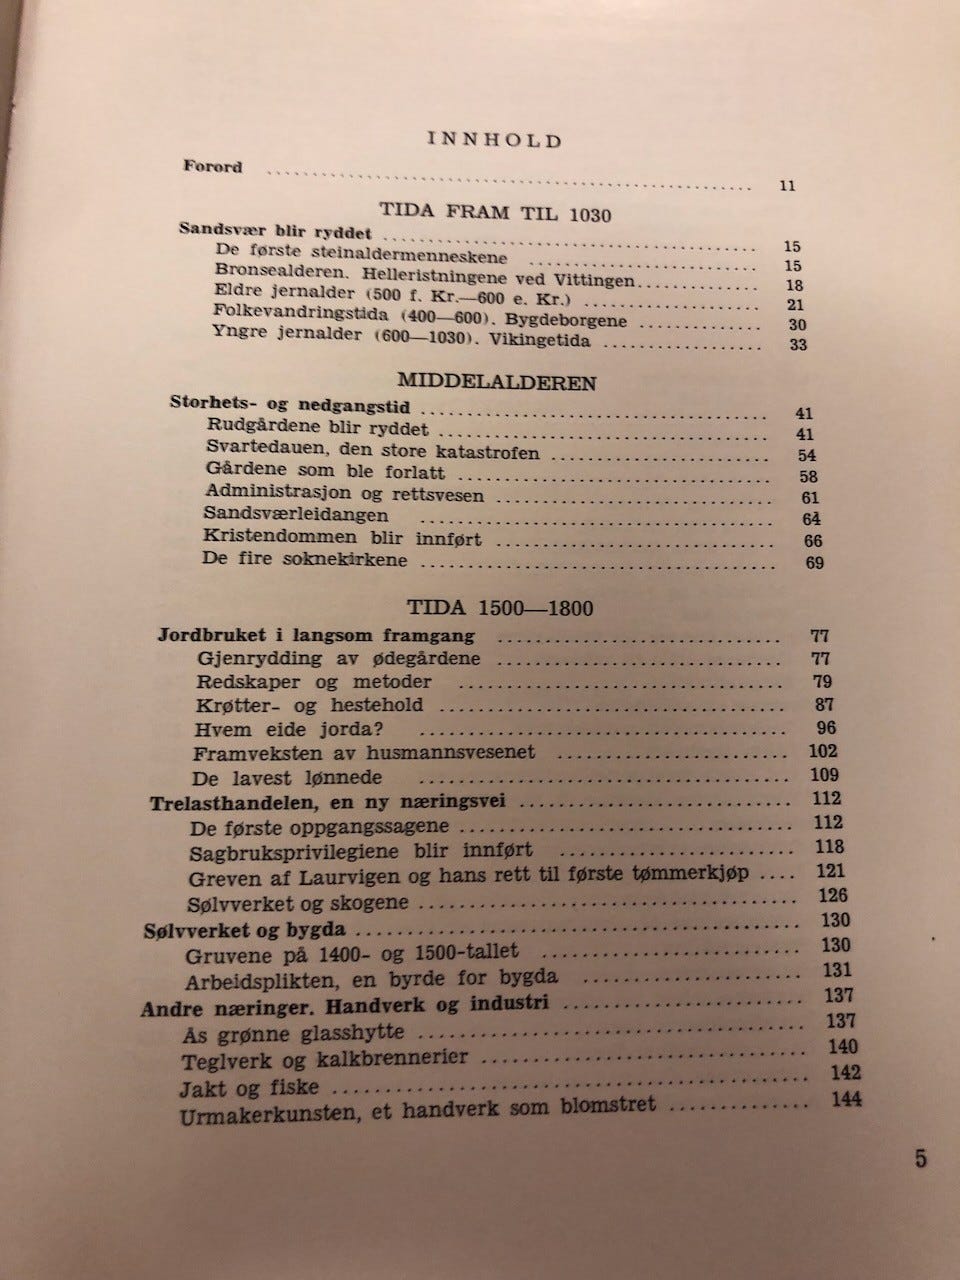 INNHOLD
Forord .......... 11
TIDA FRAM TIL 1030
Sandsvær blir ryddet .......... 15
De første steinaldermenneskene .......... 15
Bronsealderen. Helleristningene ved Vittingen .......... 18
Eldre jernalder (500 f. Kr.—600 e. Kr.) .......... 21
Folkevandringstida (400—600). Bygdeborgene .......... 30
Yngre jernalder (600—1030). Vikingetida .......... 33
MIDDELALDEREN
Storhets- og nedgangstid .......... 41
Rudgårdene blir ryddet .......... 41
Svartedauen, den store katastrofen .......... 54
Gårdene som ble forlatt .......... 58
Administrasjon og rettsvesen .......... 61
Sandsværleidangen .......... 64
Kristendommen blir innført .......... 66
De fire soknekirkene .......... 69
TIDA 1500—1800
Jordbruket i langsom framgang .......... 77
Gjenrydding av ødegårdene .......... 77
Redskaper og metoder .......... 79
Krøtter- og hestehold .......... 87
Hvem eide jorda? .......... 96
Framveksten av husmannsvesenet .......... 102
De lavest lønnede .......... 109
Trelasthandelen, en ny næringsvei .......... 112
De første oppgangssagene .......... 112
Sagbruksprivilegiene blir innført .......... 118
Greven af Laurvigen og hans rett til første tømmerkjøp .... 121
Sølvverket og skogene .......... 126
Sølvverket og bygda .......... 130
Gruvene på 1400- og 1500-tallet .......... 130
Arbeidsplikten, en byrde for bygda .......... 131
Andre næringer. Handverk og industri .......... 137
Ås grønne glasshytte .......... 137
Teglverk og kalkbrennerier .......... 140
Jakt og fiske .......... 142
Urmakerkunsten, et handverk som blomstret .......... 144
5